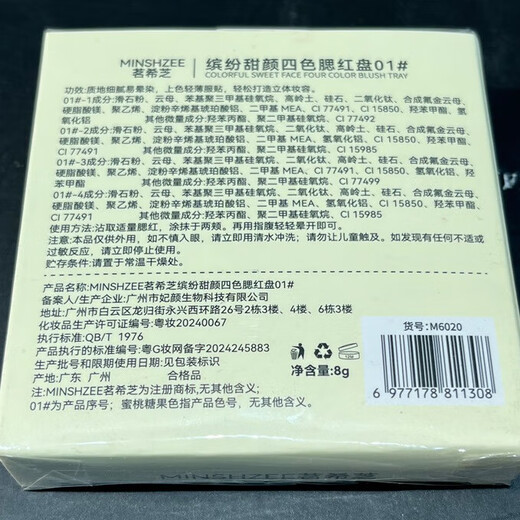 MINSHZEE
茗希芝
缤纷甜颜四色腮红盘01#
COLORFUL SWEET FACE FOUR COLOR BLUSH TRAY
功效:质地细腻易晕染，上色轻薄服贴，轻松打造立体妆容。
01#-1成分:滑石粉、云母、苯基聚三甲基硅氧烷、高岭土、硅石、二氧化钛、合成氟金云母、
硬脂酸镁、聚乙烯、淀粉辛烯基琥珀酸铝、二甲基 MEA、CI 77491、CI 15850、羟苯甲酯、氢
氧化铝 其他微量成分:羟苯丙酯、聚二甲基硅氧烷、CI 77492
01#-2成分:滑石粉、云母、苯基聚三甲基硅氧烷、高岭土、硅石、二氧化钛、合成氟金云母、
硬脂酸镁、聚乙烯、淀粉辛烯基琥珀酸铝、二甲基 MEA、氢氧化铝、CI 15850、羟苯甲酯、
CI 77491 其他微量成分:羟苯丙酯、聚二甲基硅氧烷、CI 15985
01#-3成分:滑石粉、云母、苯基聚三甲基硅氧烷、高岭土、二氧化钛、硅石、合成氟金云母、
硬脂酸镁、聚乙烯、淀粉辛烯基琥珀酸铝、二甲基 MEA、CI 77491、氢氧化铝、CI 15850、羟
苯甲酯 其他微量成分:羟苯丙酯、聚二甲基硅氧烷、CI 77499
01#-4成分:滑石粉、云母、苯基聚三甲基硅氧烷、高岭土、二氧化钛、硅石、合成氟金云母、
硬脂酸镁、聚乙烯、淀粉辛烯基琥珀酸铝、二甲基 MEA、氢氧化铝、CI 15850、羟苯甲酯、
CI 77491 其他微量成分:羟苯丙酯、聚二甲基硅氧烷、CI 15985
使用方法:沾取适量腮红，涂抹于两颊。再用指腹轻轻晕开即可。
注意:本品仅供外用，如不慎入眼，请立即用清水冲洗；请勿让儿童触及。如发现有任何不适或
过敏反应，请立即停止使用。
贮存条件:请置于常温干燥处。
产品名称:MINSHZEE茗希芝缤纷甜颜四色腮红盘01#
备案人/生产企业:广州市妃颜生物科技有限公司
地址:广州市白云区龙归街永兴西环路26号2栋3楼、4楼、6栋3楼
化妆品生产许可证编号:粤妆20240067
执行标准:QB/T 1976
产品执行的标准编号:粤G妆网备字2024245883
生产批号和限期使用日期:见包装标识
产地:广东 广州 合格品
注:MINSHZEE茗希芝为注册商标,无其他含义;
01#为产品序号；蜜桃糖果色指产品色号，无其他含义。
货号:M6020
12M
净含量:8g
6 977178 811308
MINSHZEE茗希芝